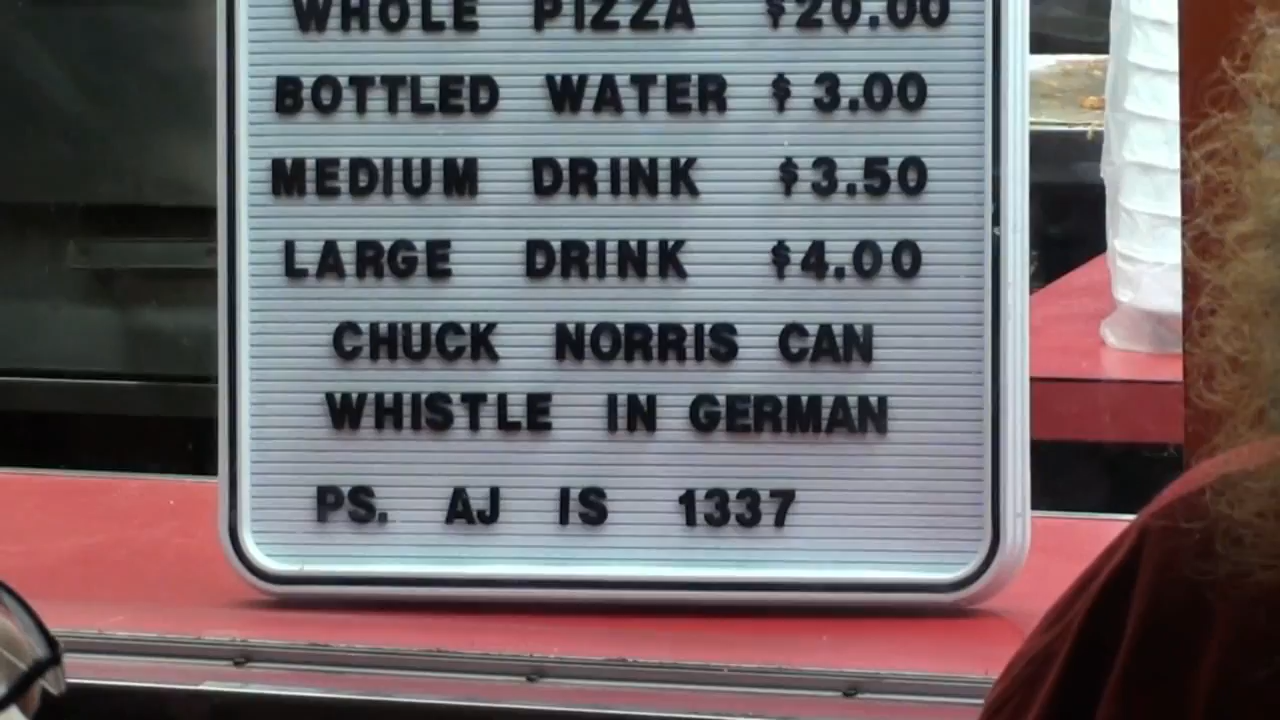 WHOLE PIZZA $20.00
BOTTLED WATER $3.00
MEDIUM DRINK $3.50
LARGE DRINK $4.00
CHUCK NORRIS CAN
WHISTLE IN GERMAN
PS. AJ IS 1337